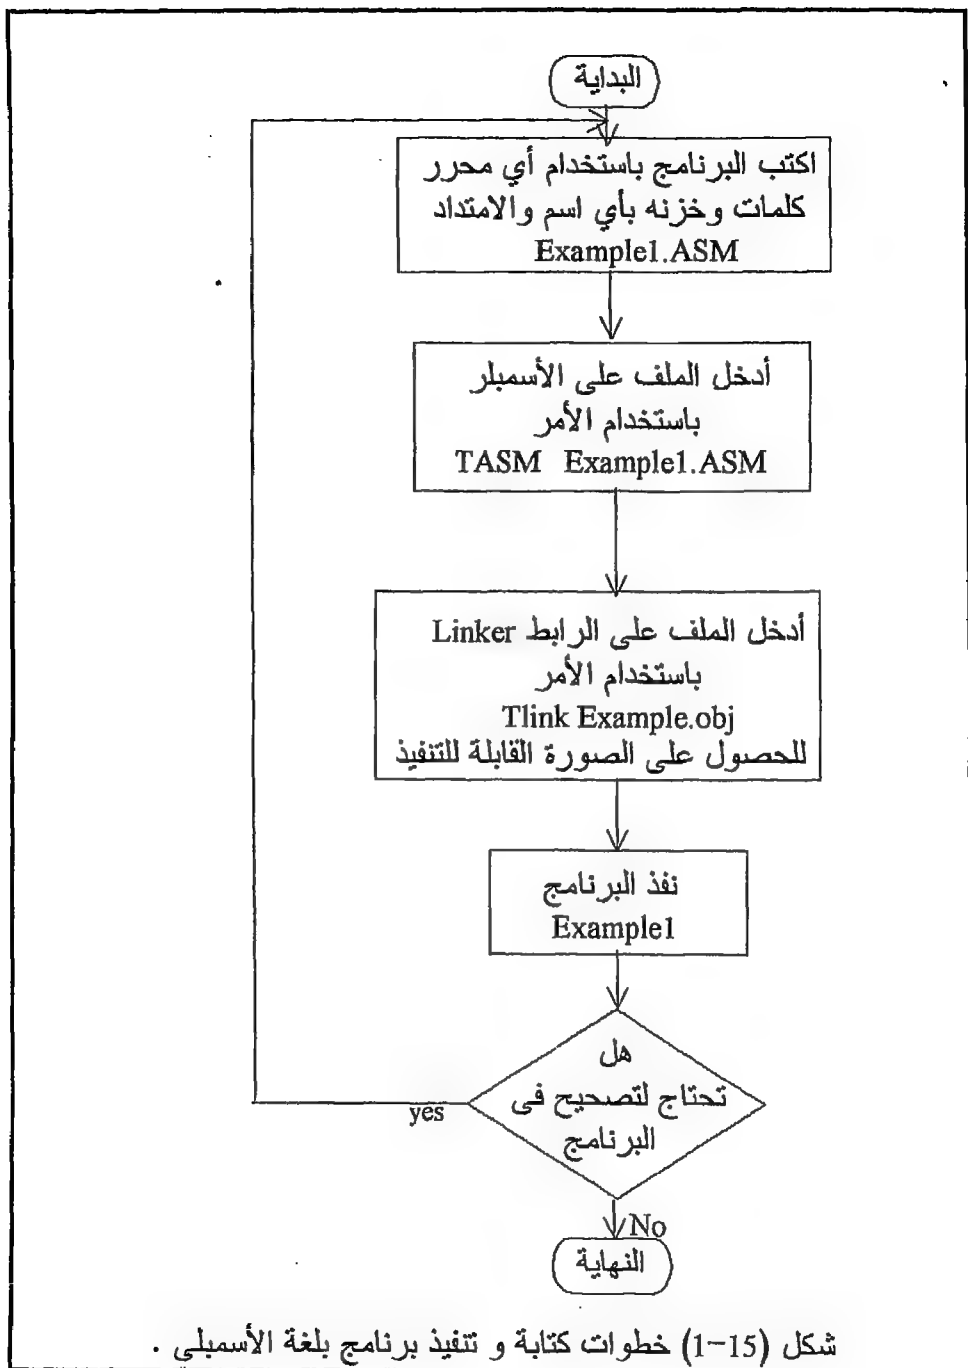 البداية
اكتب البرنامج باستخدام أي محرر
كلمات وخزنه بأي اسم والامتداد
Example1.ASM
أدخل الملف على الأسمبلر
باستخدام الأمر
TASM Example1.ASM
أدخل الملف على الرابط Linker
باستخدام الأمر
Tlink Example.obj
للحصول على الصورة القابلة للتنفيذ
نفذ البرنامج
Example1
هل
تحتاج لتصحيح فى
البرنامج
yes
No
النهاية
شكل (1-15) خطوات كتابة و تنفيذ برنامج بلغة الأسمبلى .